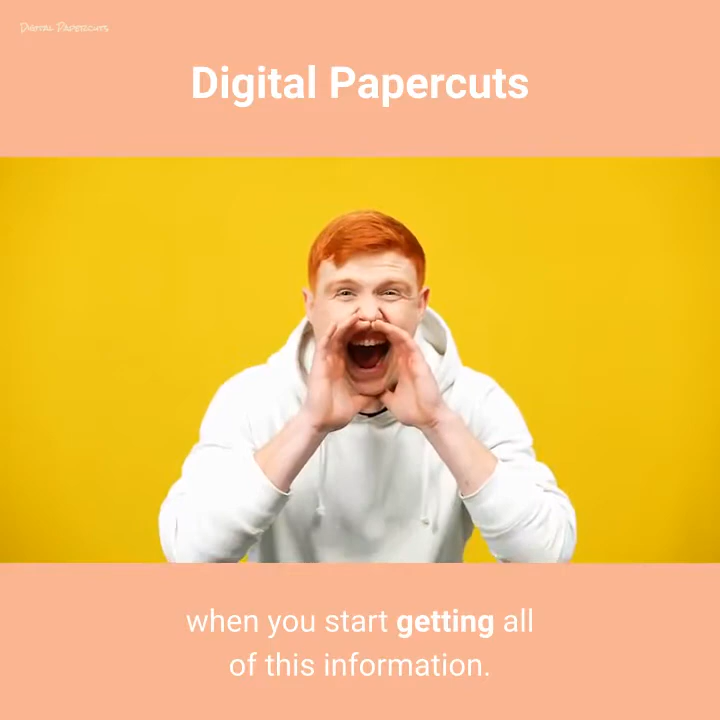 Digital Papercuts
Digital Papercuts
when you start getting all
of this information.